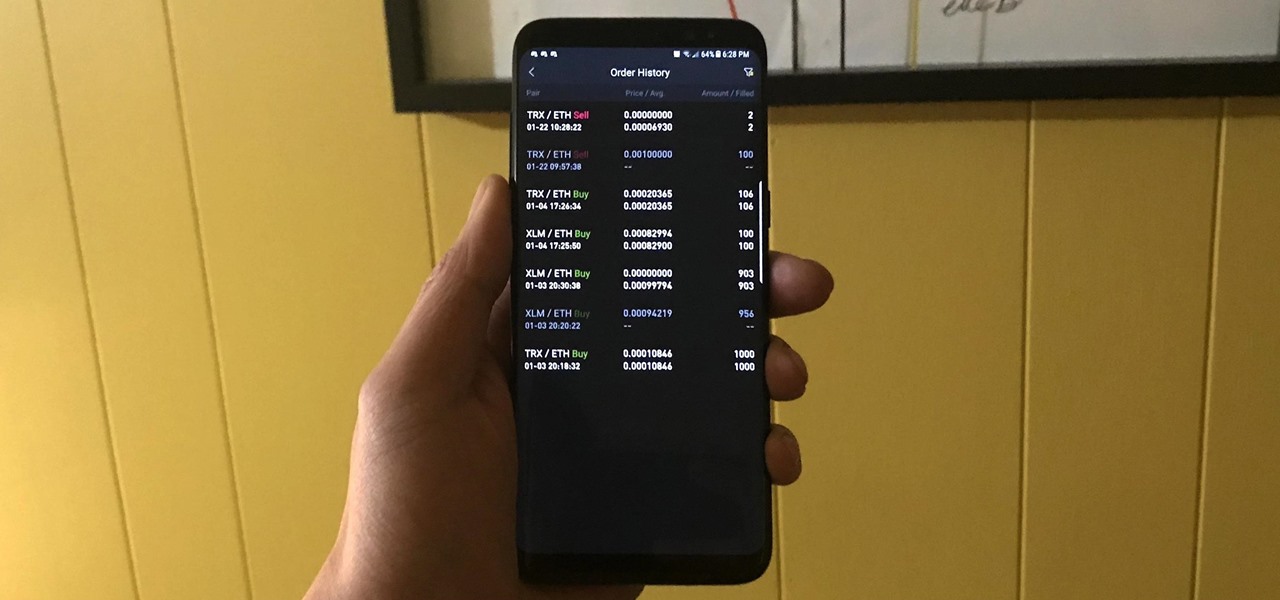 64% 6:28 PM
Order History
Pair Price / Avg. Amount / Filled
TRX / ETH Sell 0.00000000 2
01-22 10:28:22 0.00006930 2
TRX / ETH Sell 0.00100000 100
01-22 09:57:38 -- --
TRX / ETH Buy 0.00020365 106
01-04 17:26:34 0.00020365 106
XLM / ETH Buy 0.00082994 100
01-04 17:25:50 0.00082900 100
XLM / ETH Buy 0.00000000 903
01-03 20:30:38 0.00099794 903
XLM / ETH Buy 0.00094219 956
01-03 20:20:22 -- --
TRX / ETH Buy 0.00010846 1000
01-03 20:18:32 0.00010846 1000